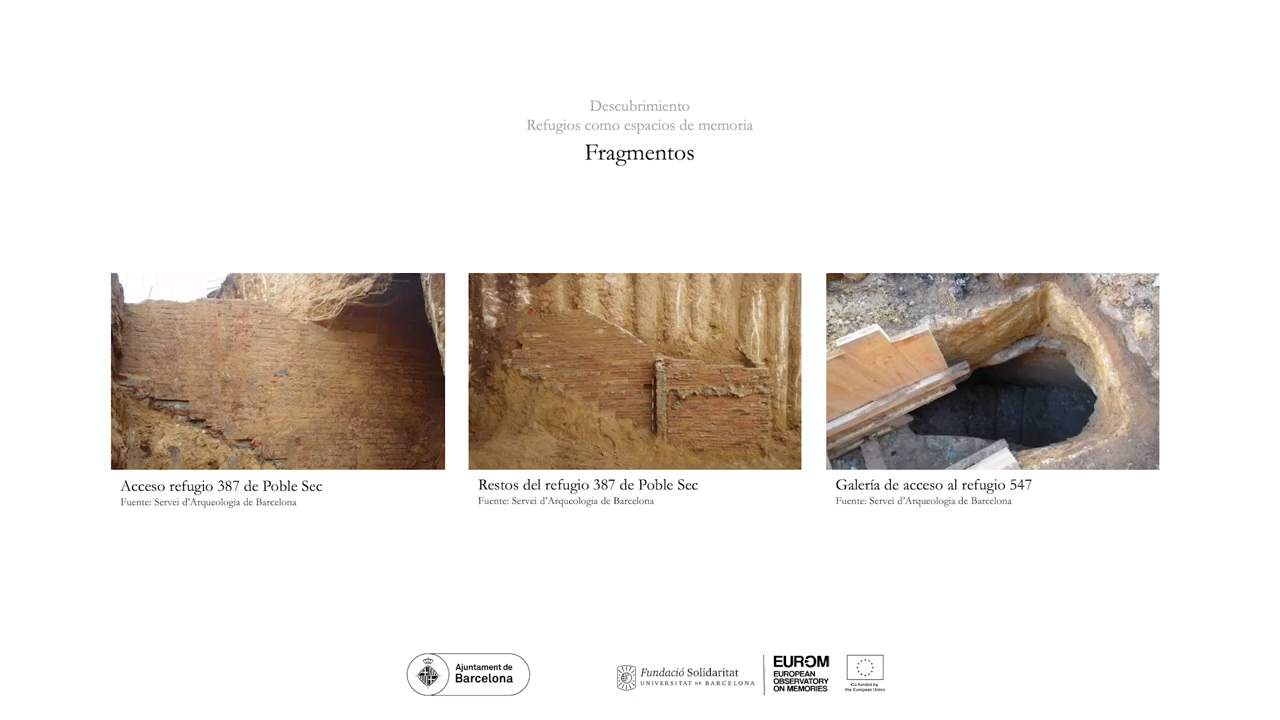 Descubrimiento
Refugios como espacios de memoria
Fragmentos
Acceso refugio 387 de Poble Sec
Fuente: Servei d'Arqueologia de Barcelona
Restos del refugio 387 de Poble Sec
Fuente: Servei d'Arqueologia de Barcelona
Galería de acceso al refugio 547
Fuente: Servei d'Arqueologia de Barcelona
Ajuntament de
Barcelona
Fundació Solidaritat
UNIVERSITAT DE BARCELONA
EUROM
EUROPEAN
OBSERVATORY
ON MEMORIES
Co-funded by
the European Union